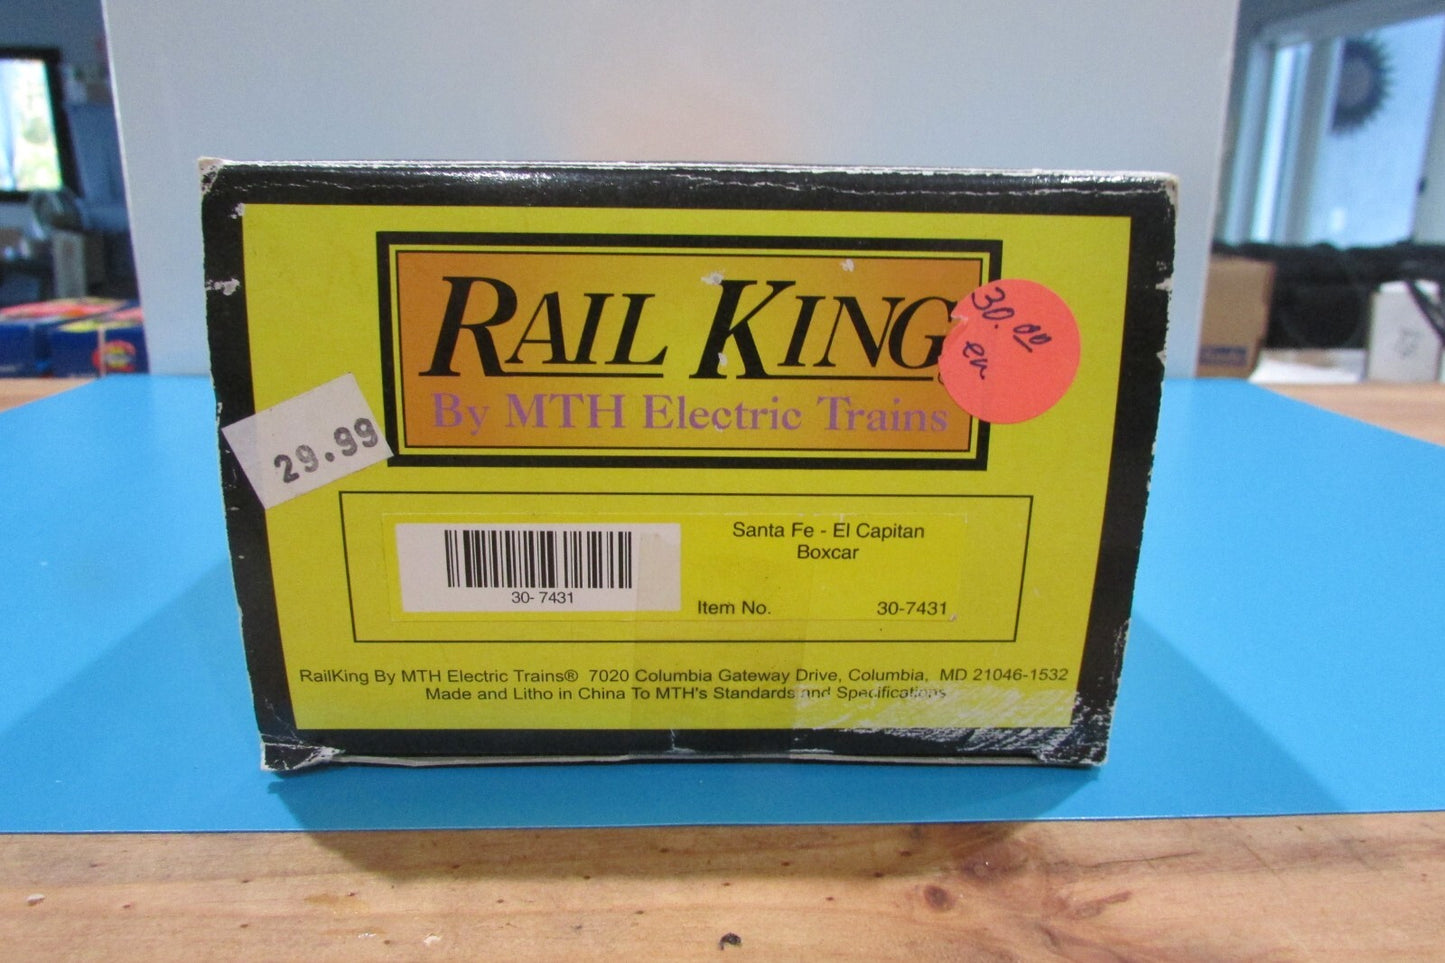 RAIL KING
By MTH Electric Trains
30.00
en
29.99
Santa Fe - El Capitan
Boxcar
30- 7431
Item No. 30-7431
RailKing By MTH Electric Trains® 7020 Columbia Gateway Drive, Columbia, MD 21046-1532
Made and Litho in China To MTH's Standards and Specifications